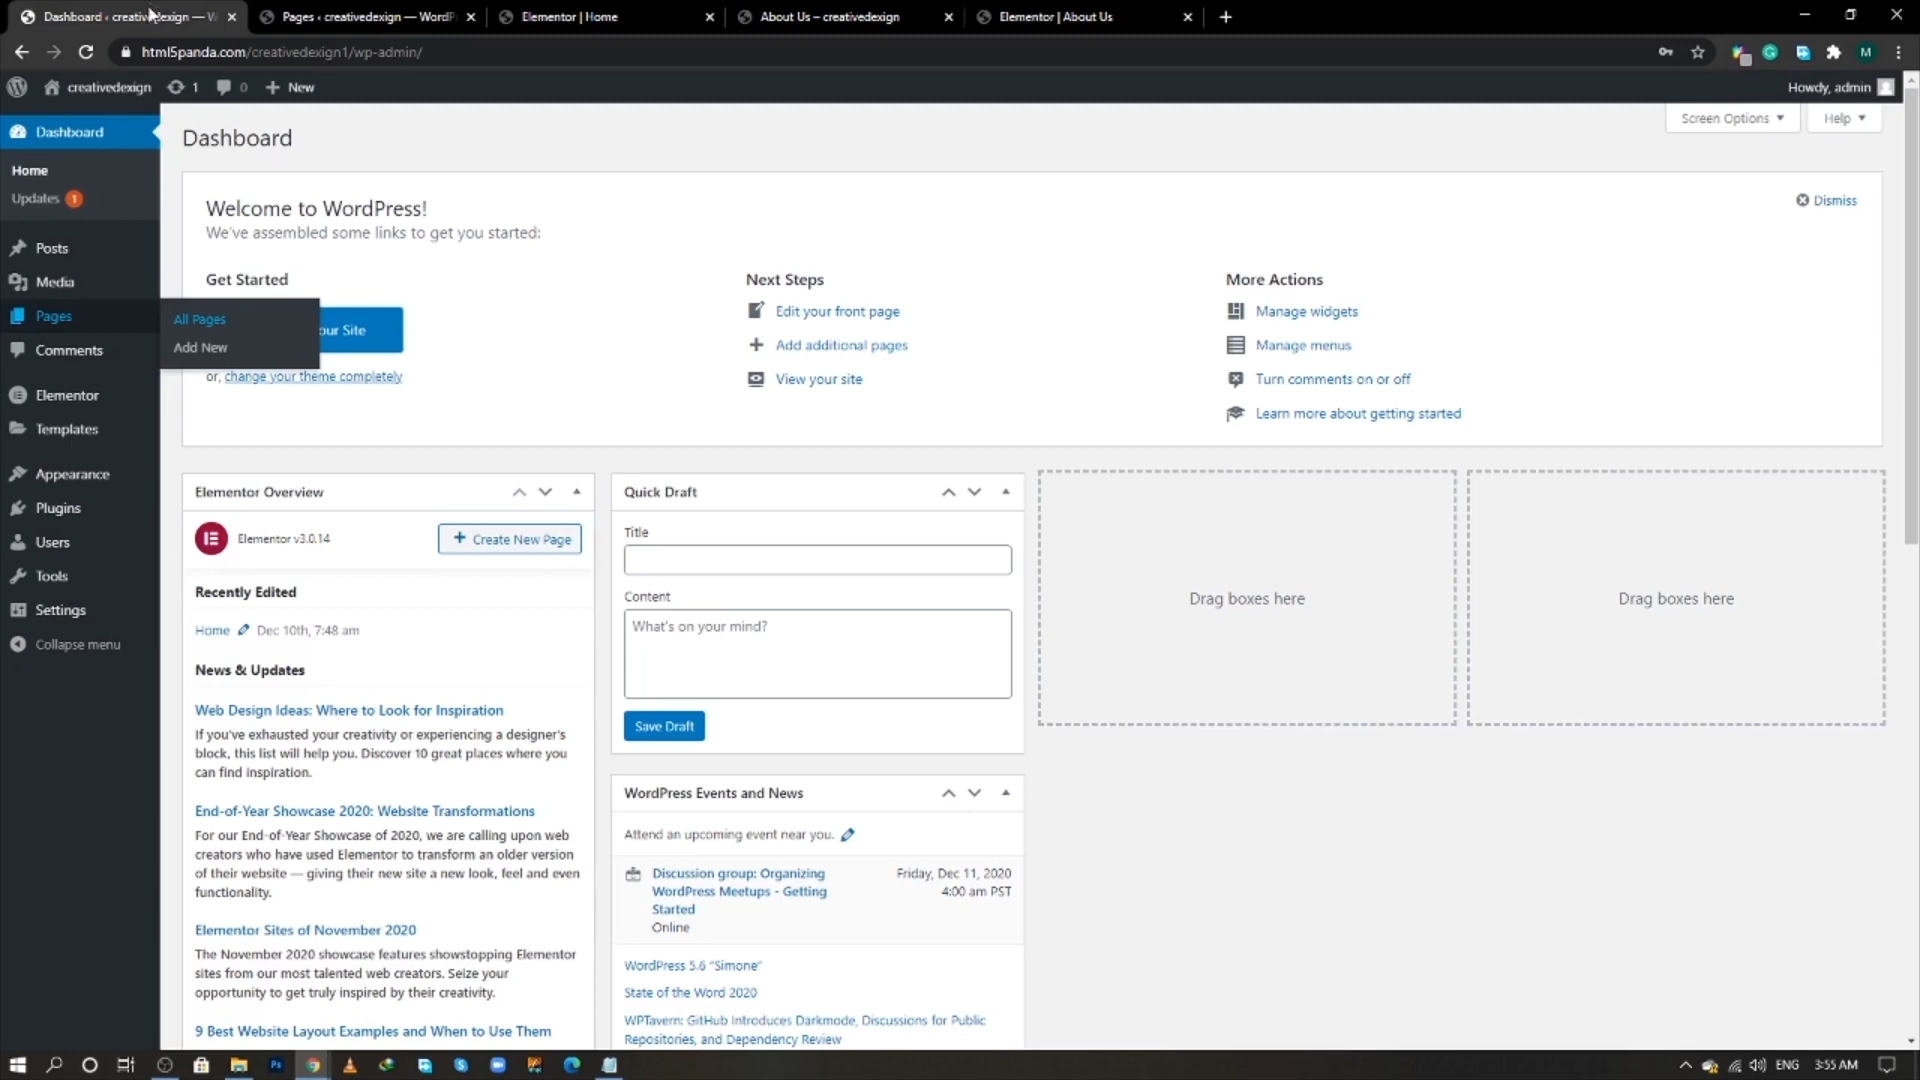 Dashboard ‹ creativedexign — W
Pages ‹ creativedexign — WordP
Elementor | Home
About Us – creativedexign
Elementor | About Us
html5panda.com/creativedexign1/wp-admin/
M
creativedexign
1
0
New
Howdy, admin
Dashboard
Home
Updates 1
Posts
Media
Pages
Comments
Elementor
Templates
Appearance
Plugins
Users
Tools
Settings
Collapse menu
All Pages
Add New
Dashboard
Screen Options
Help
Welcome to WordPress!
We've assembled some links to get you started:
Dismiss
Get Started
our Site
or, change your theme completely
Next Steps
Edit your front page
Add additional pages
View your site
More Actions
Manage widgets
Manage menus
Turn comments on or off
Learn more about getting started
Elementor Overview
Elementor v3.0.14
Create New Page
Recently Edited
Home Dec 10th, 7:48 am
News & Updates
Web Design Ideas: Where to Look for Inspiration
If you've exhausted your creativity or experiencing a designer's
block, this list will help you. Discover 10 great places where you
can find inspiration.
End-of-Year Showcase 2020: Website Transformations
For our End-of-Year Showcase of 2020, we are calling upon web
creators who have used Elementor to transform an older version
of their website — giving their new site a new look, feel and even
functionality.
Elementor Sites of November 2020
The November 2020 showcase features showstopping Elementor
sites from our most talented web creators. Seize your
opportunity to get truly inspired by their creativity.
9 Best Website Layout Examples and When to Use Them
Quick Draft
Title
Content
What's on your mind?
Save Draft
WordPress Events and News
Attend an upcoming event near you.
Discussion group: Organizing
WordPress Meetups - Getting
Started
Online
Friday, Dec 11, 2020
4:00 am PST
WordPress 5.6 "Simone"
State of the Word 2020
WPTavern: GitHub Introduces Darkmode, Discussions for Public
Repositories, and Dependency Review
Drag boxes here
Drag boxes here
ENG
3:55 AM